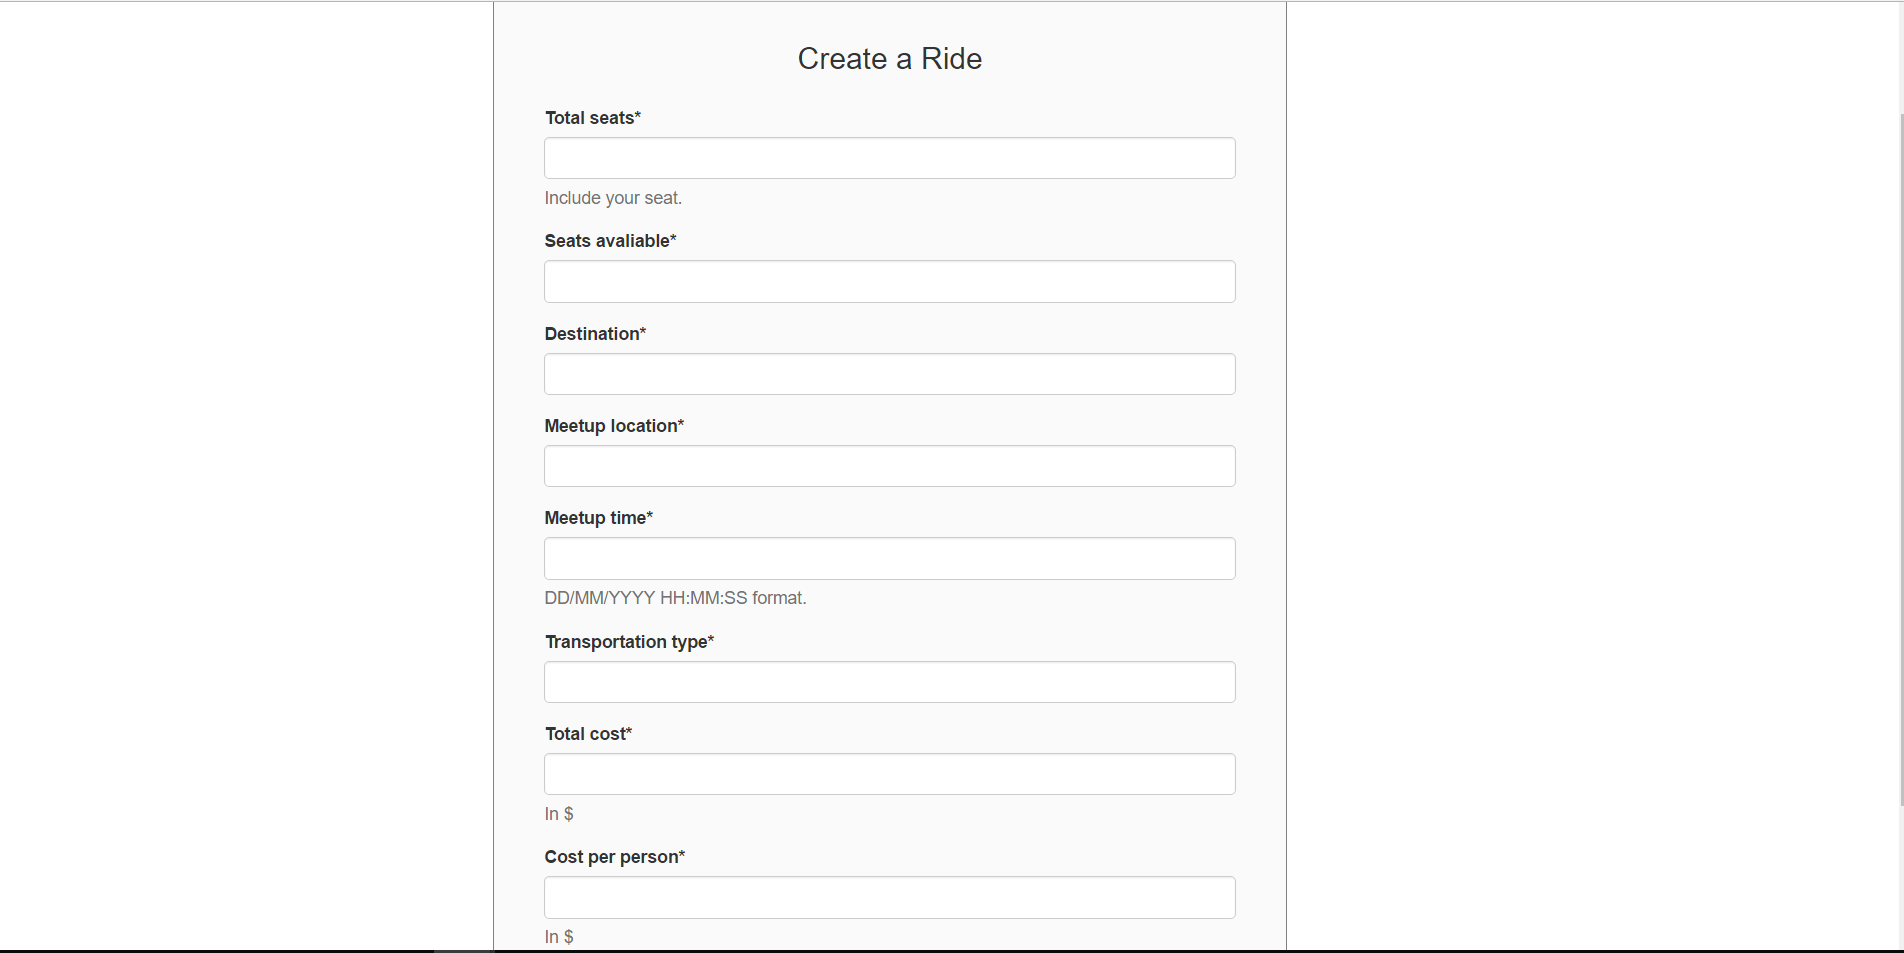 Create a Ride
Total seats*
Include your seat.
Seats avaliable*
Destination*
Meetup location*
Meetup time*
DD/MM/YYYY HH:MM:SS format.
Transportation type*
Total cost*
In $
Cost per person*
In $